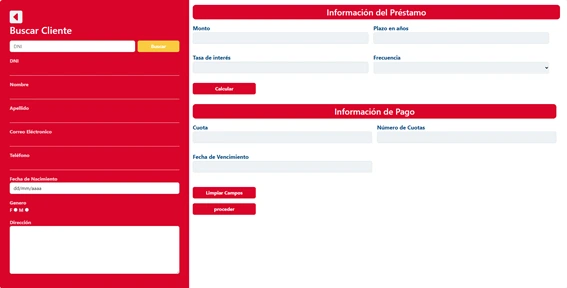 Buscar Cliente
DNI
Buscar
DNI
Nombre
Apellido
Correo Eléctronico
Teléfono
Fecha de Nacimiento
dd/mm/aaaa
Genero
F M
Dirección
Información del Préstamo
Monto
Plazo en años
Tasa de interés
Frecuencia
Calcular
Información de Pago
Cuota
Número de Cuotas
Fecha de Vencimiento
Limpiar Campos
proceder